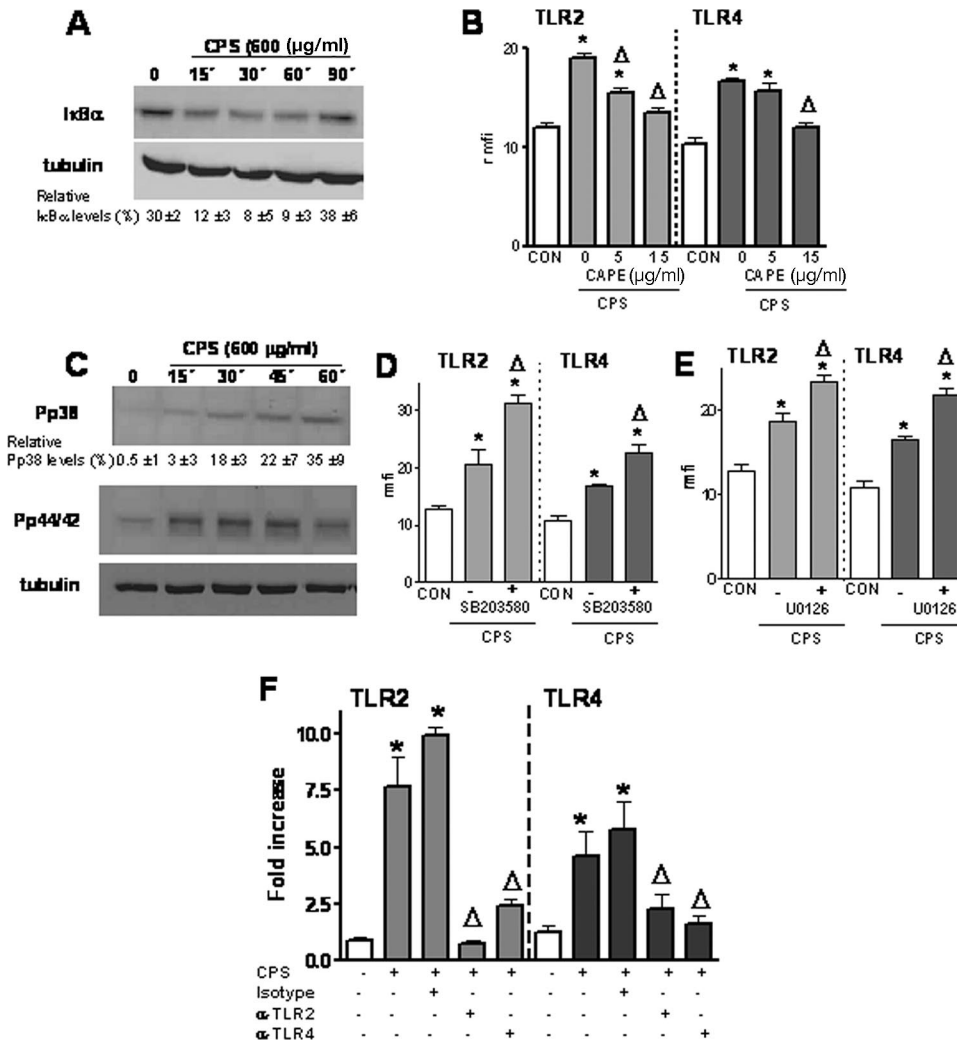 A
CPS (600 (μg/ml)
0 15´ 30´ 60´ 90´
IκBα
tubulin
Relative
IκBα levels (%) 30±2 12 ±3 8 ±5 9 ±3 38 ±6
B
TLR2 TLR4
20
10
0
r mfi
CON 0 5 15 CON 0 5 15
CAPE (μg/ml) CAPE (μg/ml)
CPS CPS
* Δ * Δ * * Δ
C
CPS (600 μg/ml)
0 15´ 30´ 45´ 60´
Pp38
Relative
Pp38 levels (%) 0.5 ±1 3 ±3 18 ±3 22 ±7 35 ±9
Pp44/42
tubulin
D
TLR2 TLR4
30
20
10
0
rmfi
* Δ * * Δ *
CON - + CON - +
SB203580 SB203580
CPS CPS
E
TLR2 TLR4
20
10
0
rmfi
* Δ * * Δ *
CON - + CON - +
U0126 U0126
CPS CPS
F
TLR2 TLR4
10.0
7.5
5.0
2.5
0.0
Fold increase
* * Δ Δ * * Δ Δ
CPS - + + + + - + + + +
Isotype - - + - - - - + - -
α-TLR2 - - - + - - - - + -
α-TLR4 - - - - + - - - - +